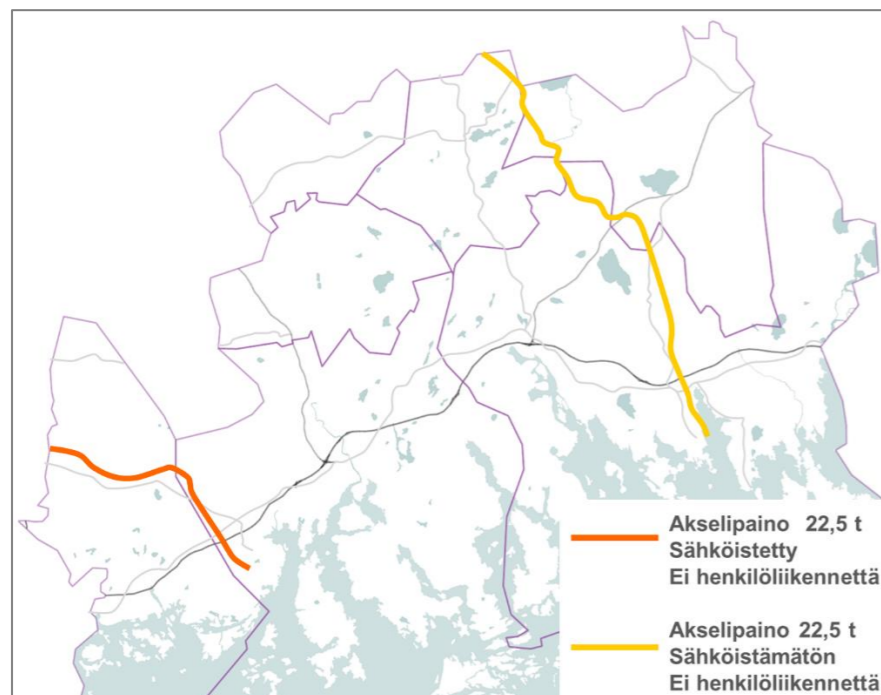 Akselipaino 22,5 t
Sähköistetty
Ei henkilöliikennettä
Akselipaino 22,5 t
Sähköistämätön
Ei henkilöliikennettä